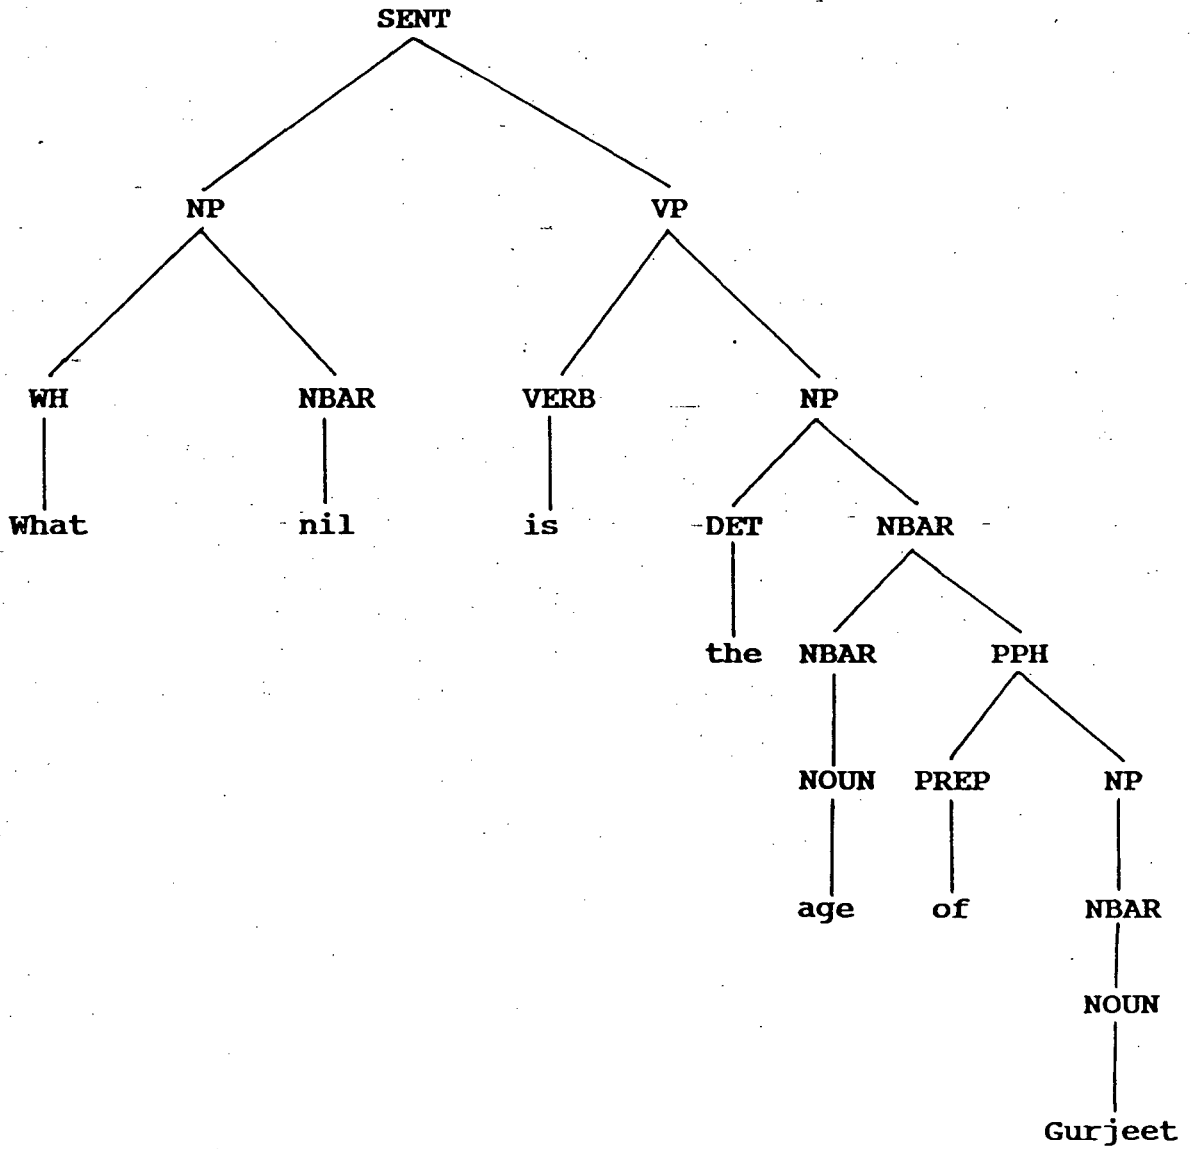 SENT
NP VP
WH NBAR VERB NP
What nil is DET NBAR
the NBAR PPH
NOUN PREP NP
age of NBAR
NOUN
Gurjeet